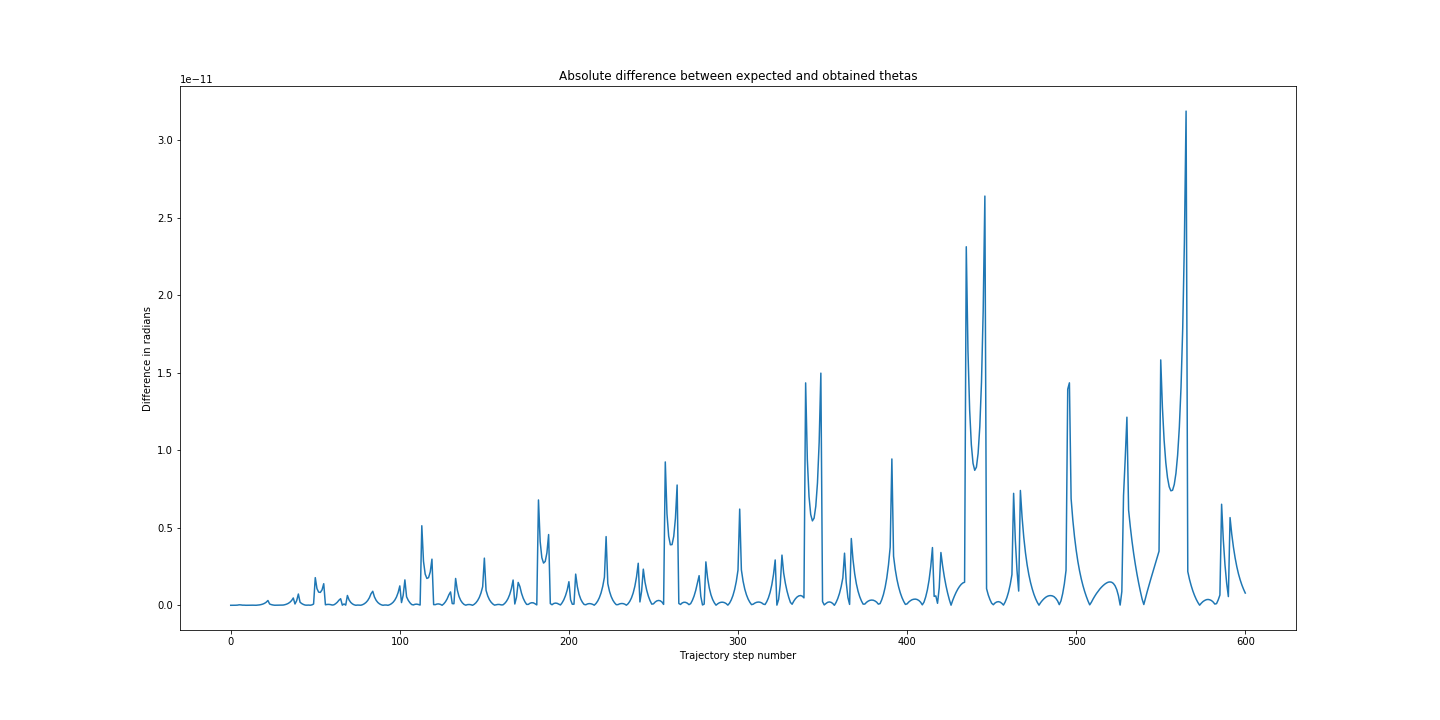 Absolute difference between expected and obtained thetas
1e−11
3.0
2.5
2.0
1.5
1.0
0.5
0.0
Difference in radians
0 100 200 300 400 500 600
Trajectory step number